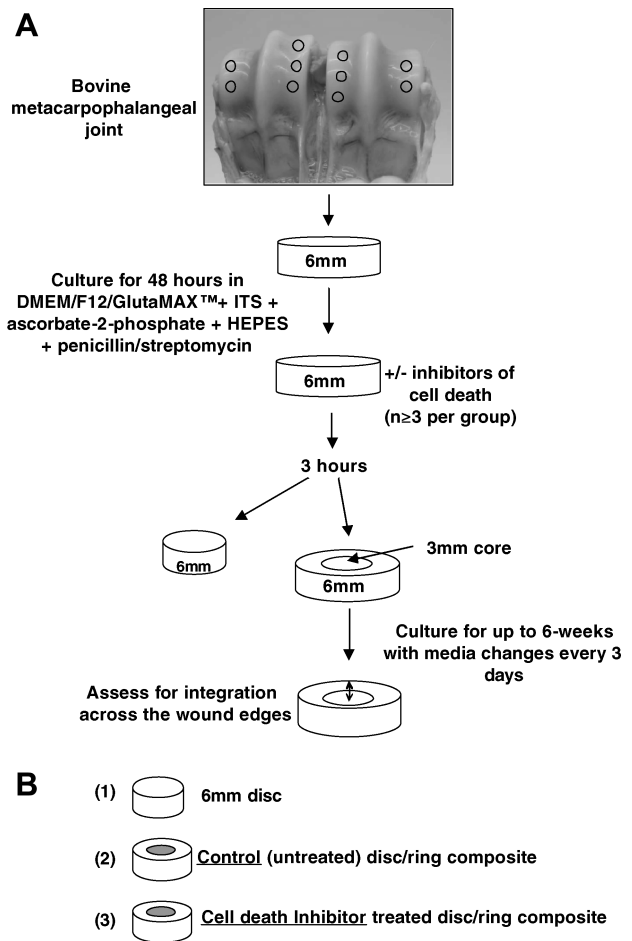 A
Bovine
metacarpophalangeal
joint
6mm
Culture for 48 hours in
DMEM/F12/GlutaMAX™+ ITS +
ascorbate-2-phosphate + HEPES
+ penicillin/streptomycin
6mm
+/- inhibitors of
cell death
(n≥3 per group)
3 hours
6mm
3mm core
6mm
Culture for up to 6-weeks
with media changes every 3
days
Assess for integration
across the wound edges
B
(1) 6mm disc
(2) Control (untreated) disc/ring composite
(3) Cell death Inhibitor treated disc/ring composite